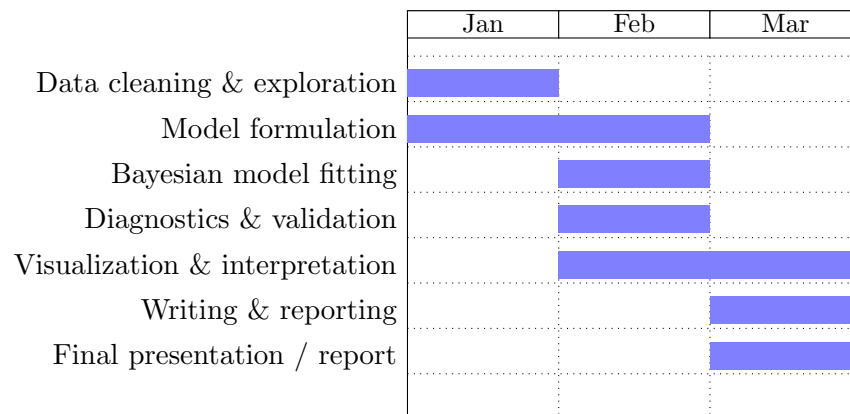 Jan Feb Mar
Data cleaning & exploration
Model formulation
Bayesian model fitting
Diagnostics & validation
Visualization & interpretation
Writing & reporting
Final presentation / report